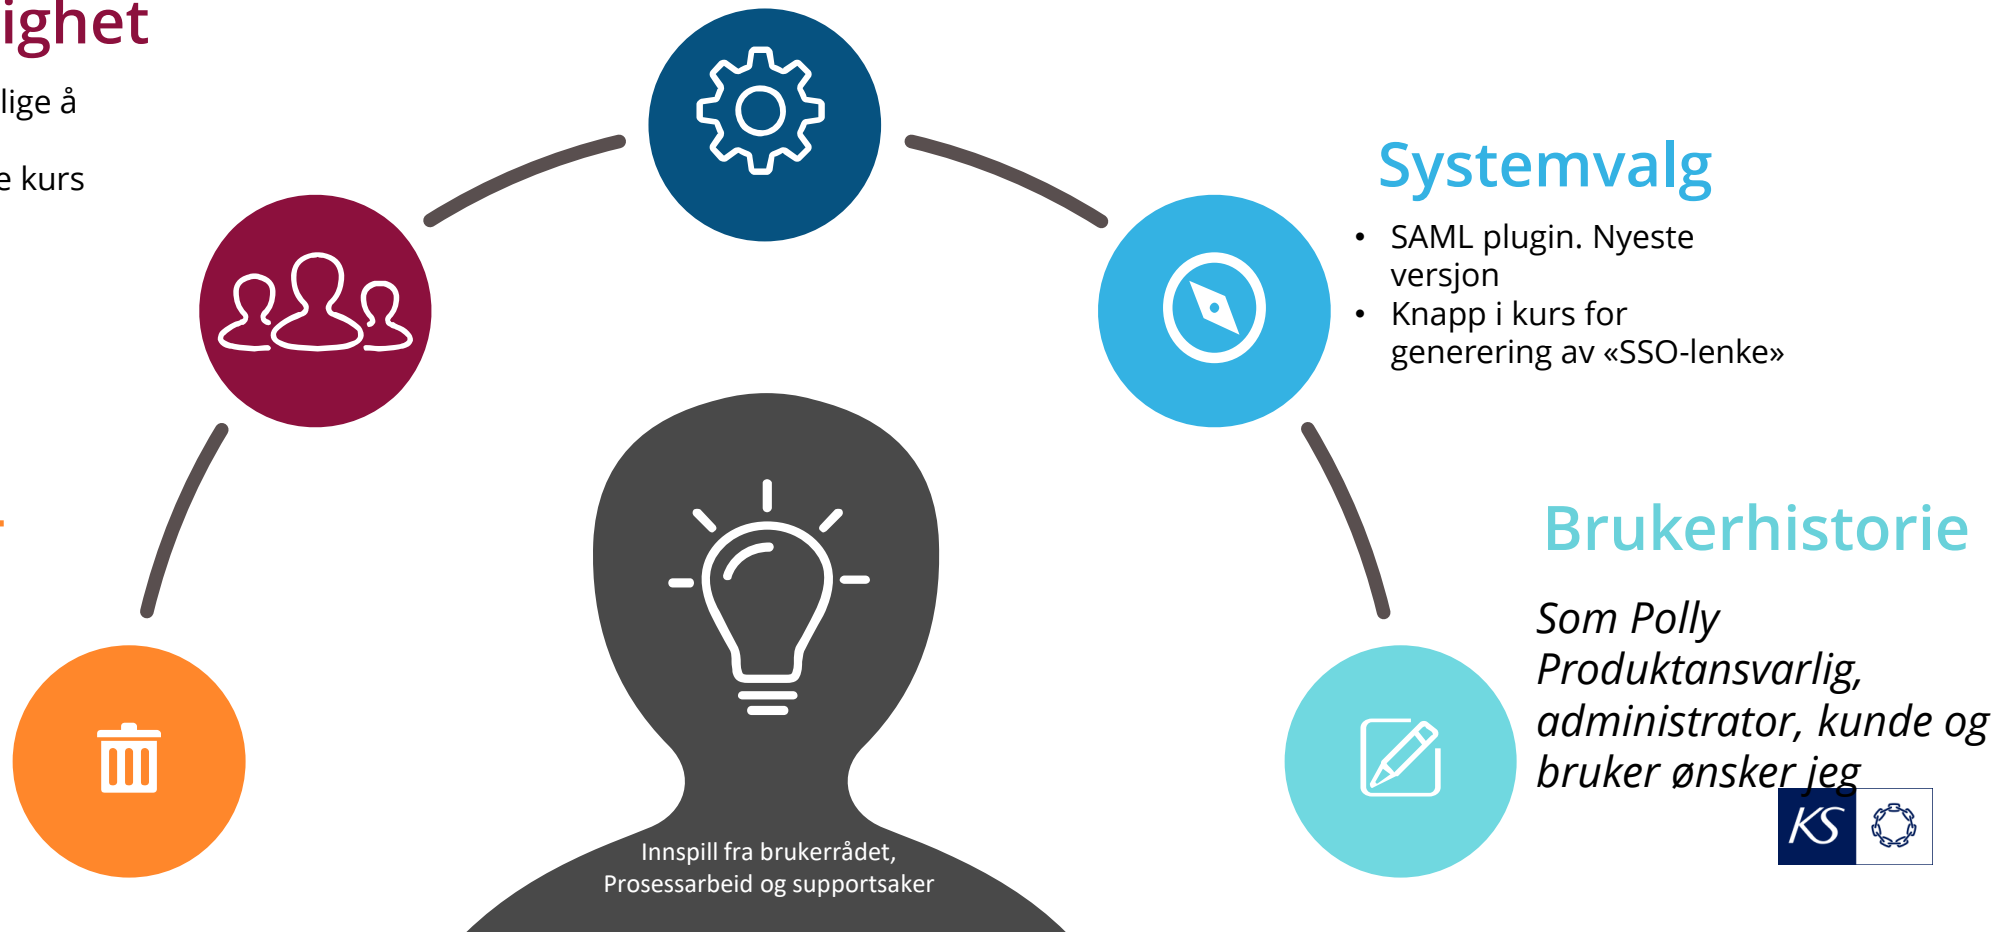 ighet
lige å
e kurs
Systemvalg
• SAML plugin. Nyeste
versjon
• Knapp i kurs for
generering av «SSO-lenke»
Brukerhistorie
Som Polly
Produktansvarlig,
administrator, kunde og
bruker ønsker jeg
KS
Innspill fra brukerrådet,
Prosessarbeid og supportsaker